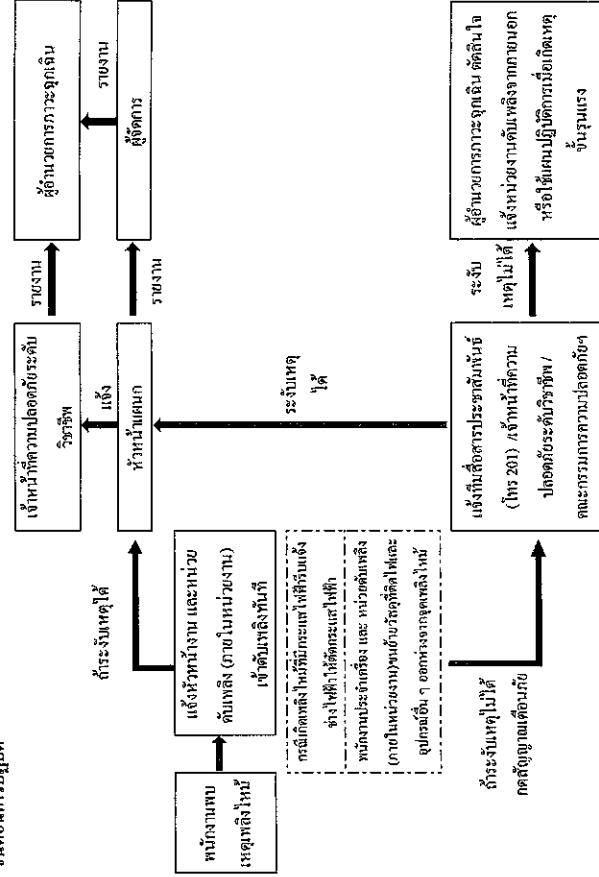 พนักงานพบ
เหตุเพลิงไหม้
แจ้งหัวหน้างาน และหน่วย
ดับเพลิง (ภายในหน่วยงาน)
เข้าดับเพลิงทันที
กรณีเกิดเพลิงไหม้ที่มีกระแสไฟฟ้ารีบแจ้ง
ช่างไฟฟ้าให้ตัดกระแสไฟฟ้า
พนักงานประจำเครื่อง และ หน่วยดับเพลิง
(ภายในหน่วยงาน)ขนย้ายวัสดุที่ติดไฟและ
อุปกรณ์อื่น ๆ ออกห่างจากจุดเพลิงไหม้
ถ้าระงับเหตุได้
ถ้าระงับเหตุไม่ได้
กดสัญญาณเตือนภัย
เจ้าหน้าที่ความปลอดภัยระดับ
วิชาชีพ
แจ้ง
หัวหน้าแผนก
ระงับเหตุ
ได้
แจ้งทีมสื่อสารประชาสัมพันธ์
(โทร 201) /เจ้าหน้าที่ความ
ปลอดภัยระดับวิชาชีพ /
คณะกรรมการความปลอดภัยฯ
รายงาน
รายงาน
ระงับ
เหตุไม่ได้
ผู้อำนวยการภาวะฉุกเฉิน
รายงาน
ผู้จัดการ
ผู้อำนวยการภาวะฉุกเฉิน ตัดสินใจ
แจ้งหน่วยงานดับเพลิงจากภายนอก
หรือใช้แผนปฏิบัติการเมื่อเกิดเหตุ
ขั้นรุนแรง